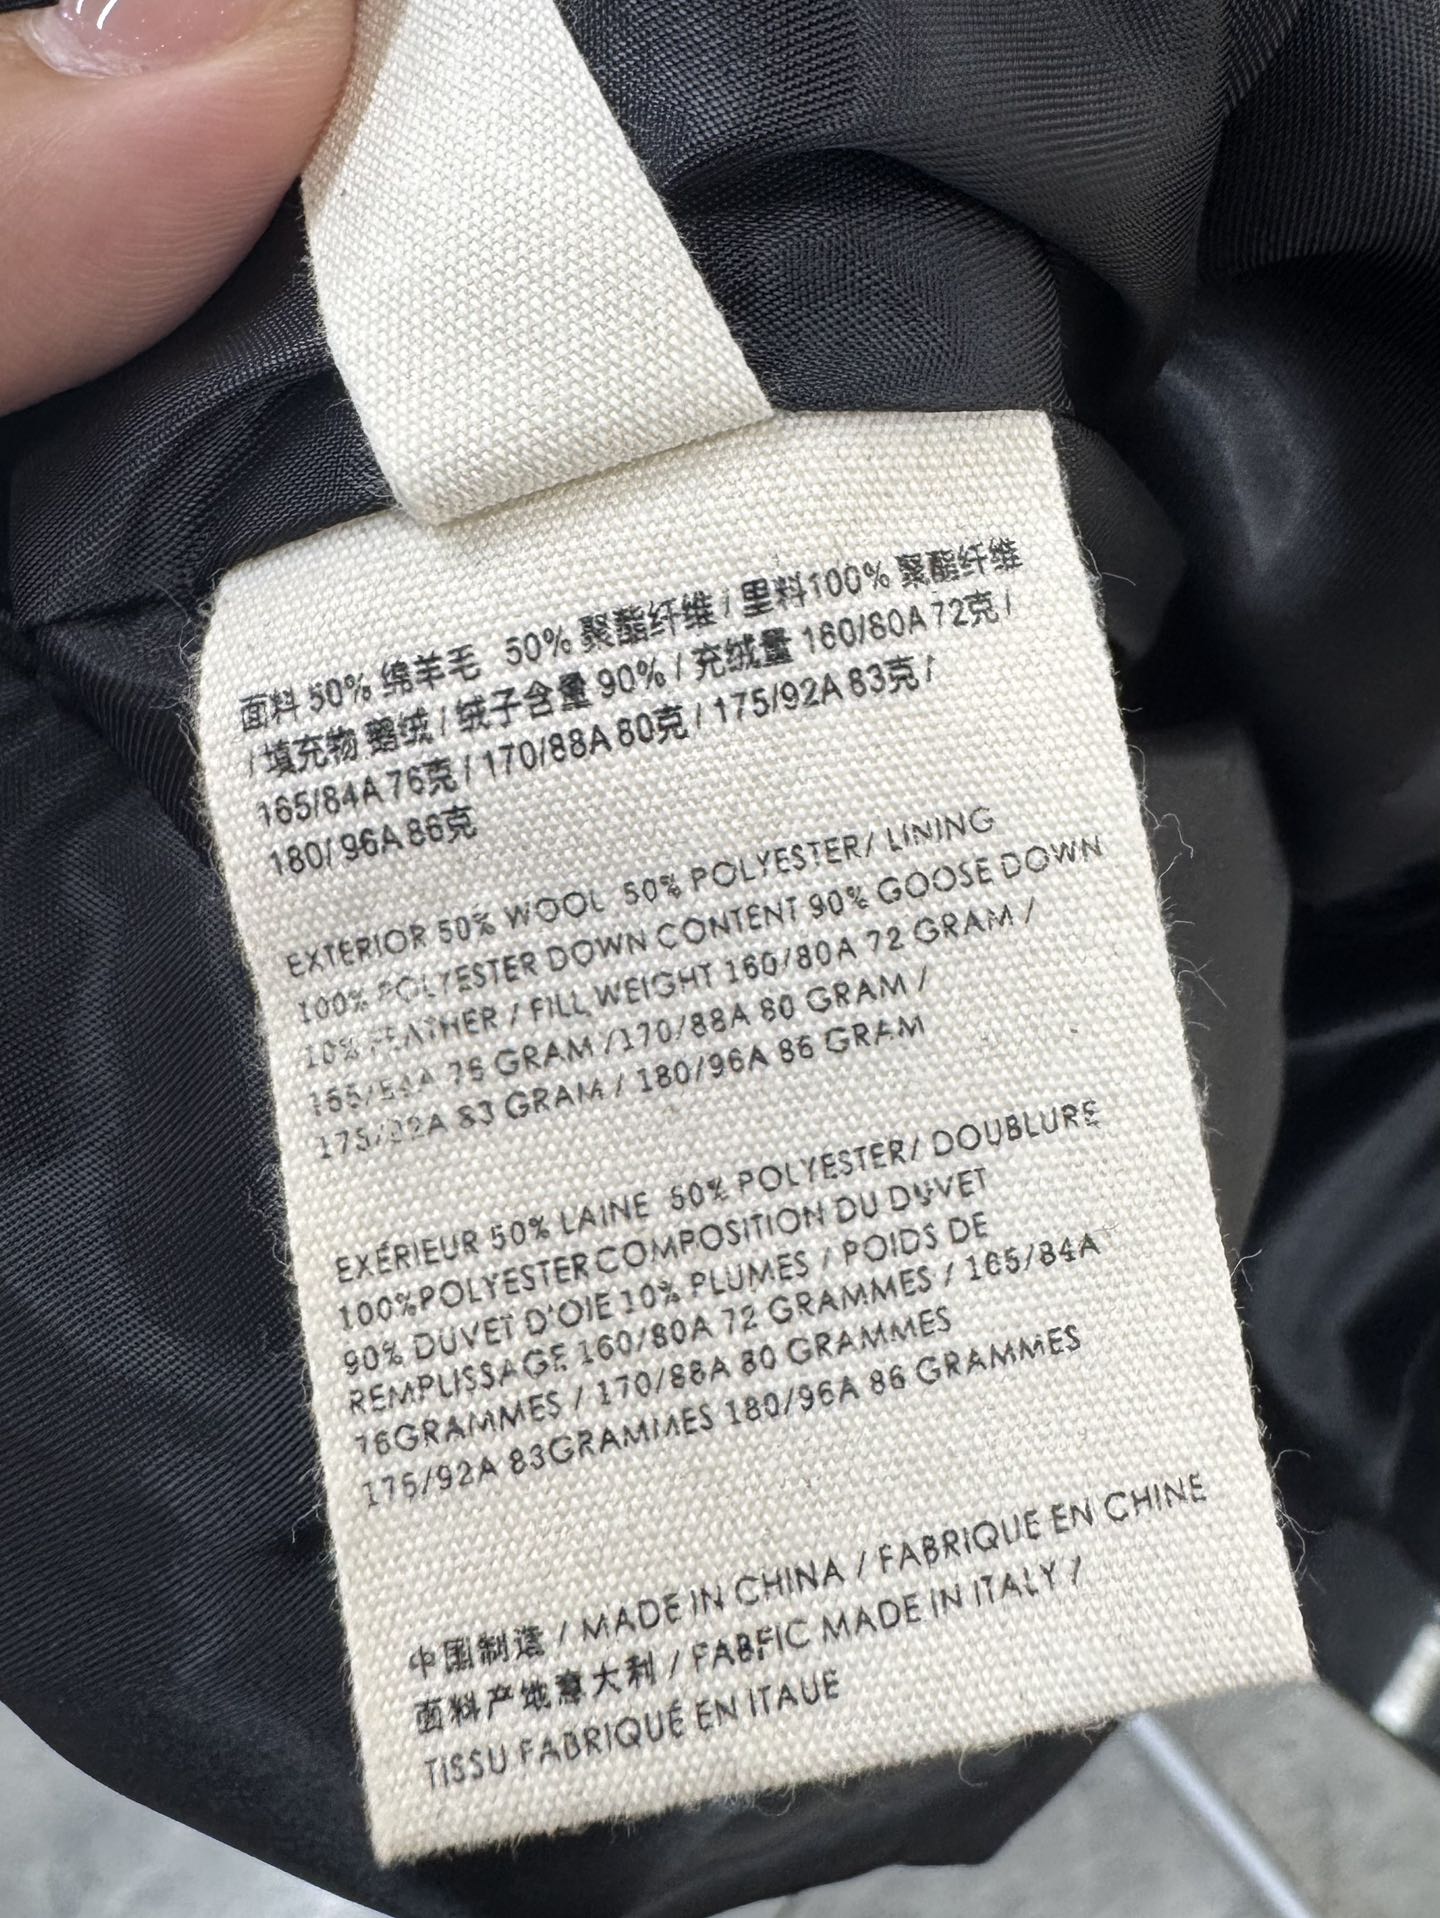 面料 50% 绵羊毛 50% 聚酯纤维 / 里料100% 聚酯纤维
/ 填充物 鹅绒 / 绒子含量 90% / 充绒量 160/80A 72克 /
165/84A 76克 / 170/88A 80克 / 175/92A 83克 /
180/ 96A 86克
EXTERIOR 50% WOOL 50% POLYESTER/ LINING
100% POLYESTER DOWN CONTENT 90% GOOSE DOWN
10% FEATHER / FILL WEIGHT 160/80A 72 GRAM /
165/84A 76 GRAM /170/88A 80 GRAM /
175/92A 83 GRAM / 180/96A 86 GRAM
EXÉRIEUR 50% LAINE 50% POLYESTER/ DOUBLURE
100%POLYESTER COMPOSITION DU DUVET
90% DUVET D'OIE 10% PLUMES / POIDS DE
REMPLISSAGE 160/80A 72 GRAMMES / 165/84A
76GRAMMES / 170/88A 80 GRAMMES
175/92A 83GRAMMES 180/96A 86 GRAMMES
中国制造 / MADE IN CHINA / FABRIQUE EN CHINE
面料产地意大利 / FABFIC MADE IN ITALY /
TISSU FABRIQUÉ EN ITAUE